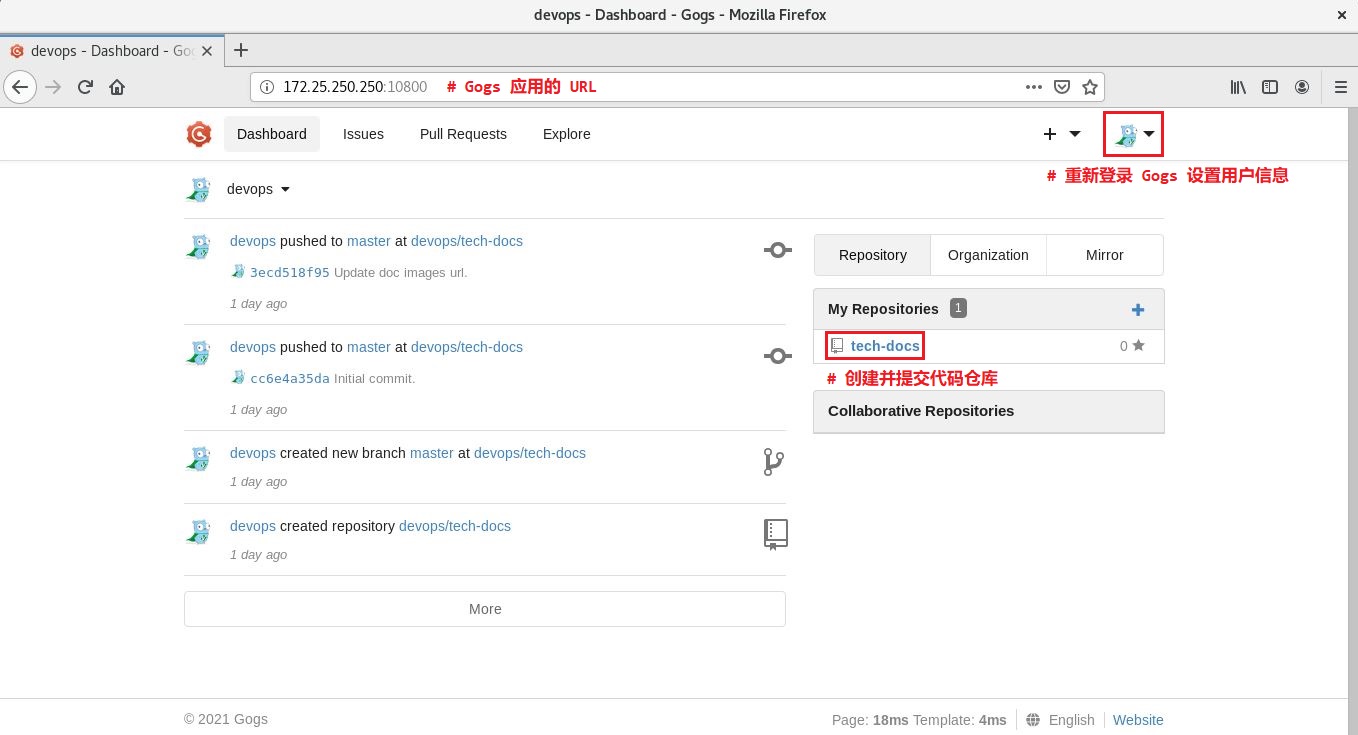 devops - Dashboard - Gogs - Mozilla Firefox
devops - Dashboard - Go
172.25.250.250:10800 # Gogs 应用的 URL
Dashboard Issues Pull Requests Explore
# 重新登录 Gogs 设置用户信息
devops
devops pushed to master at devops/tech-docs
3ecd518f95 Update doc images url.
1 day ago
devops pushed to master at devops/tech-docs
cc6e4a35da Initial commit.
1 day ago
devops created new branch master at devops/tech-docs
1 day ago
devops created repository devops/tech-docs
1 day ago
More
Repository Organization Mirror
My Repositories 1
tech-docs 0
# 创建并提交代码仓库
Collaborative Repositories
© 2021 Gogs
Page: 18ms Template: 4ms English Website